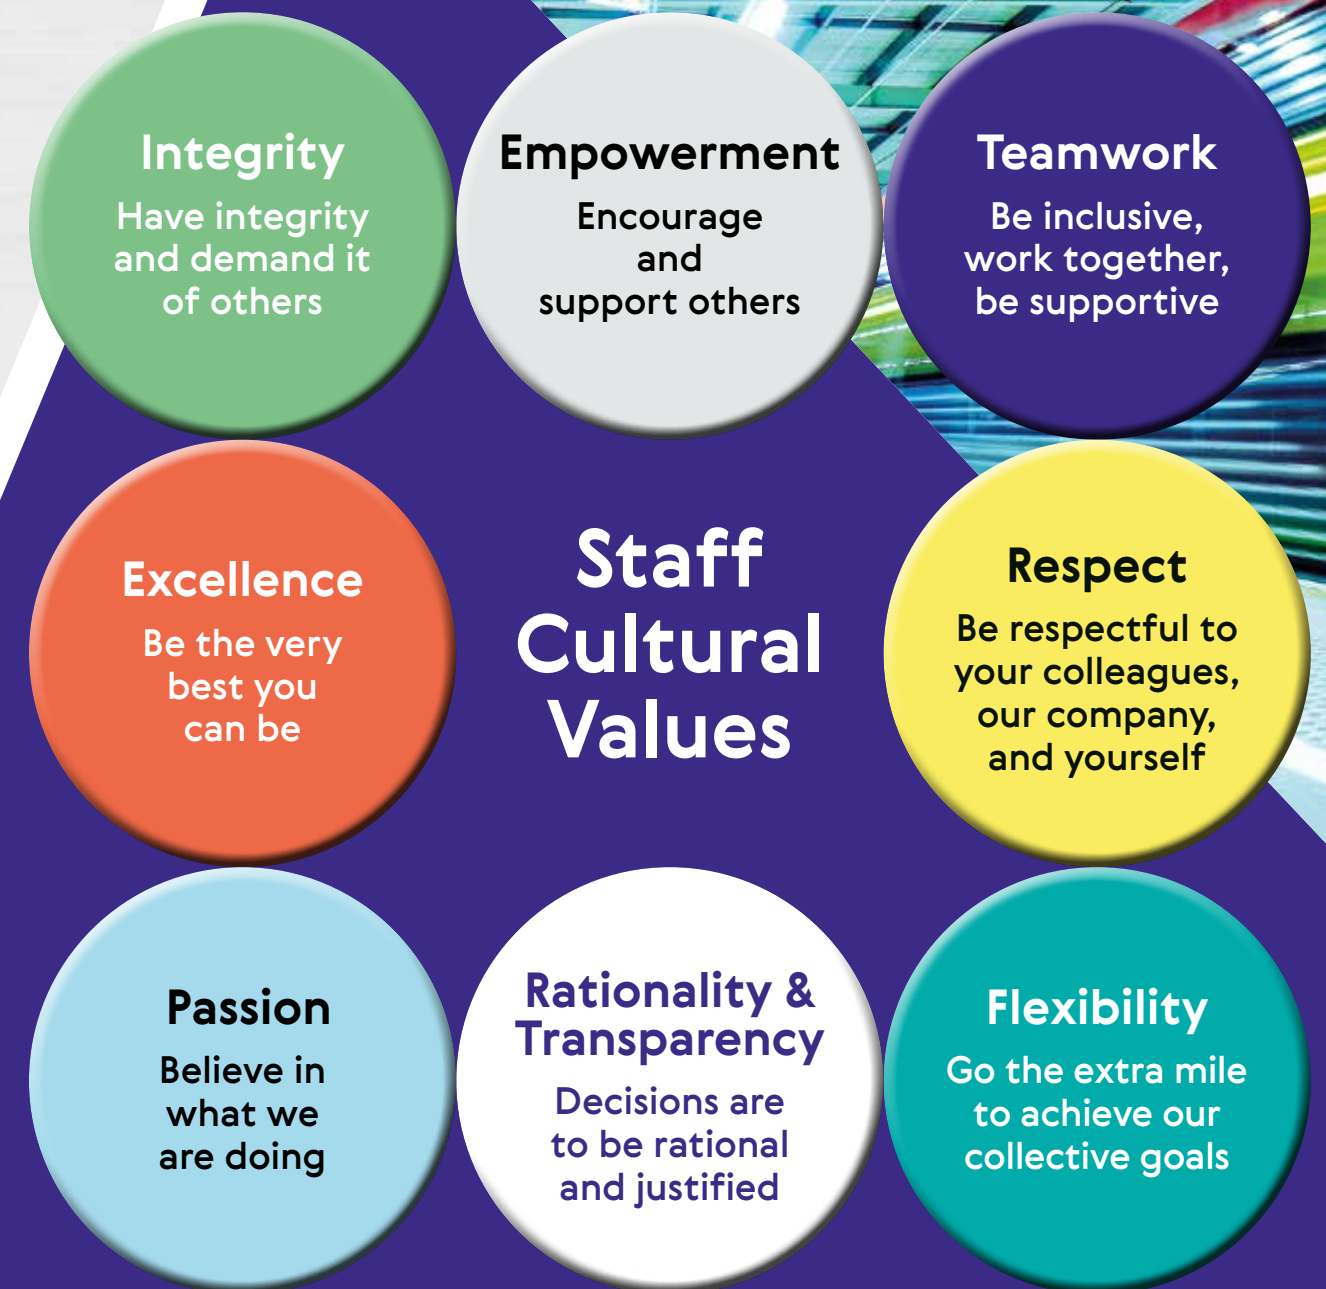 Integrity
Have integrity
and demand it
of others
Empowerment
Encourage
and
support others
Teamwork
Be inclusive,
work together,
be supportive
Excellence
Be the very
best you
can be
Staff
Cultural
Values
Respect
Be respectful to
your colleagues,
our company,
and yourself
Passion
Believe in
what we
are doing
Rationality &
Transparency
Decisions are
to be rational
and justified
Flexibility
Go the extra mile
to achieve our
collective goals